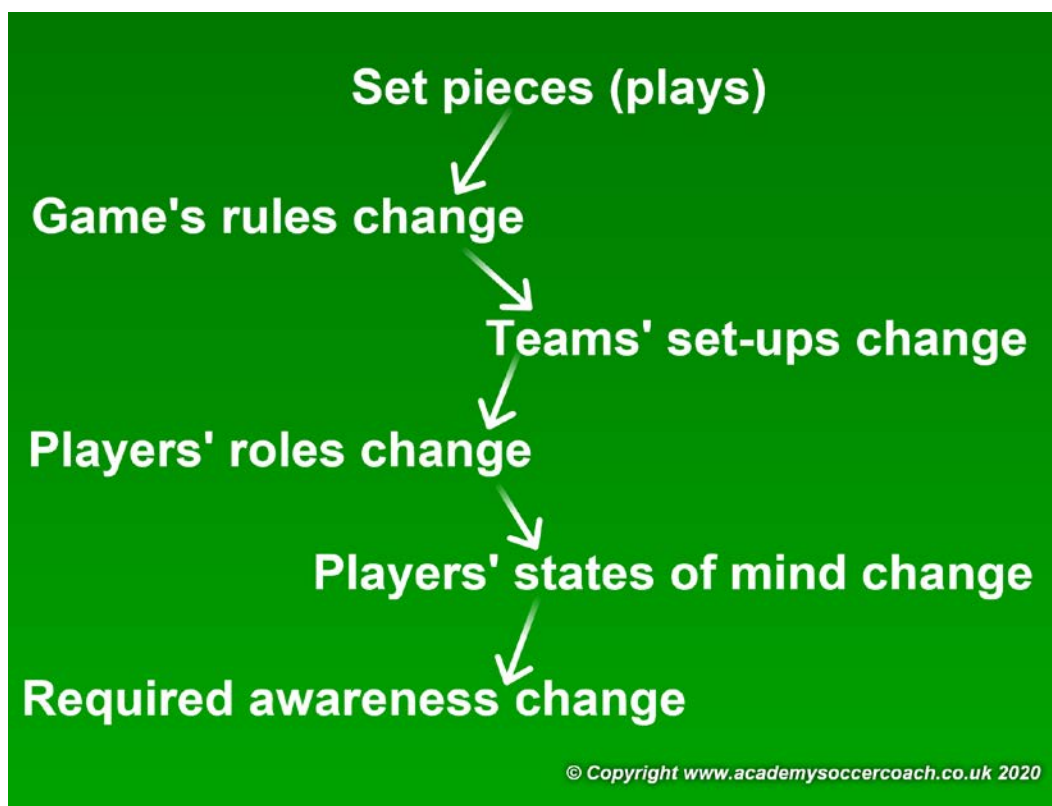 Set pieces (plays)
Game's rules change
Teams' set-ups change
Players' roles change
Players' states of mind change
Required awareness change
© Copyright www.academysoccercoach.co.uk 2020